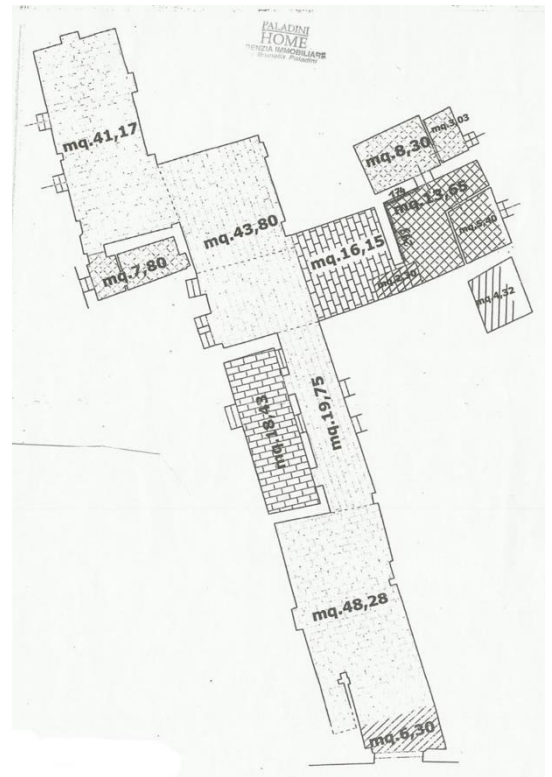 PALADINI
HOME
AGENZIA IMMOBILIARE
Brunella Paladini
mq.41,17
mq.3,03
mq.8,30
mq.13,65
mq.43,80
mq.16,15
mq.7,80
mq.4,32
mq.19,75
mq.18,43
mq.48,28
mq.6,30